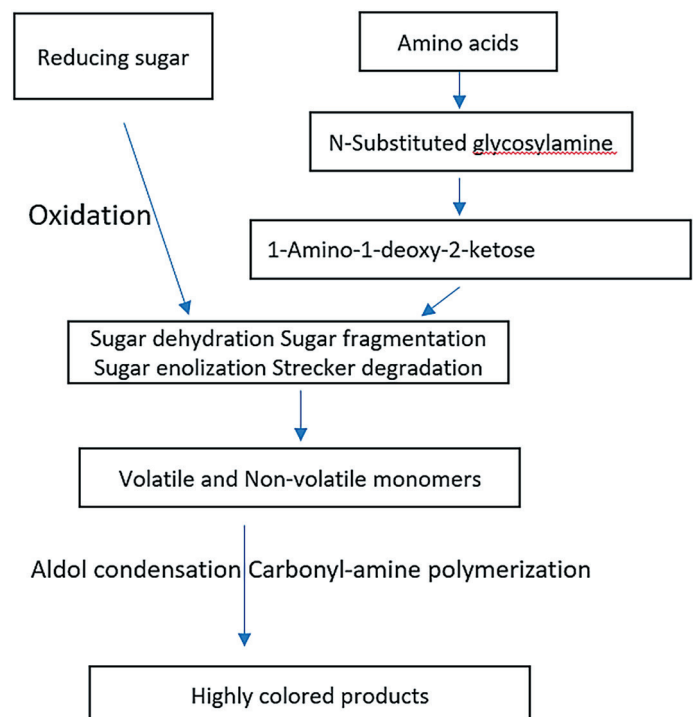 Reducing sugar
Amino acids
N-Substituted glycosylamine
Oxidation
1-Amino-1-deoxy-2-ketose
Sugar dehydration Sugar fragmentation
Sugar enolization Strecker degradation
Volatile and Non-volatile monomers
Aldol condensation Carbonyl-amine polymerization
Highly colored products